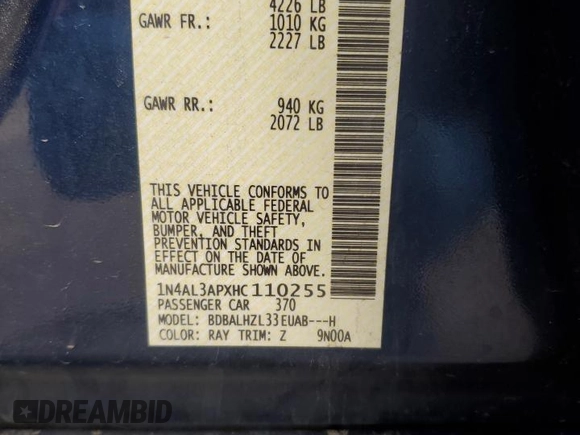 4226 LB
GAWR FR.: 1010 KG
2227 LB
GAWR RR.: 940 KG
2072 LB
THIS VEHICLE CONFORMS TO
ALL APPLICABLE FEDERAL
MOTOR VEHICLE SAFETY,
BUMPER, AND THEFT
PREVENTION STANDARDS IN
EFFECT ON THE DATE OF
MANUFACTURE SHOWN ABOVE.
1N4AL3APXHC110255
PASSENGER CAR 370
MODEL: BDBALHZL33EUAB---H
COLOR: RAY TRIM: Z 9N00A
DREAMBID